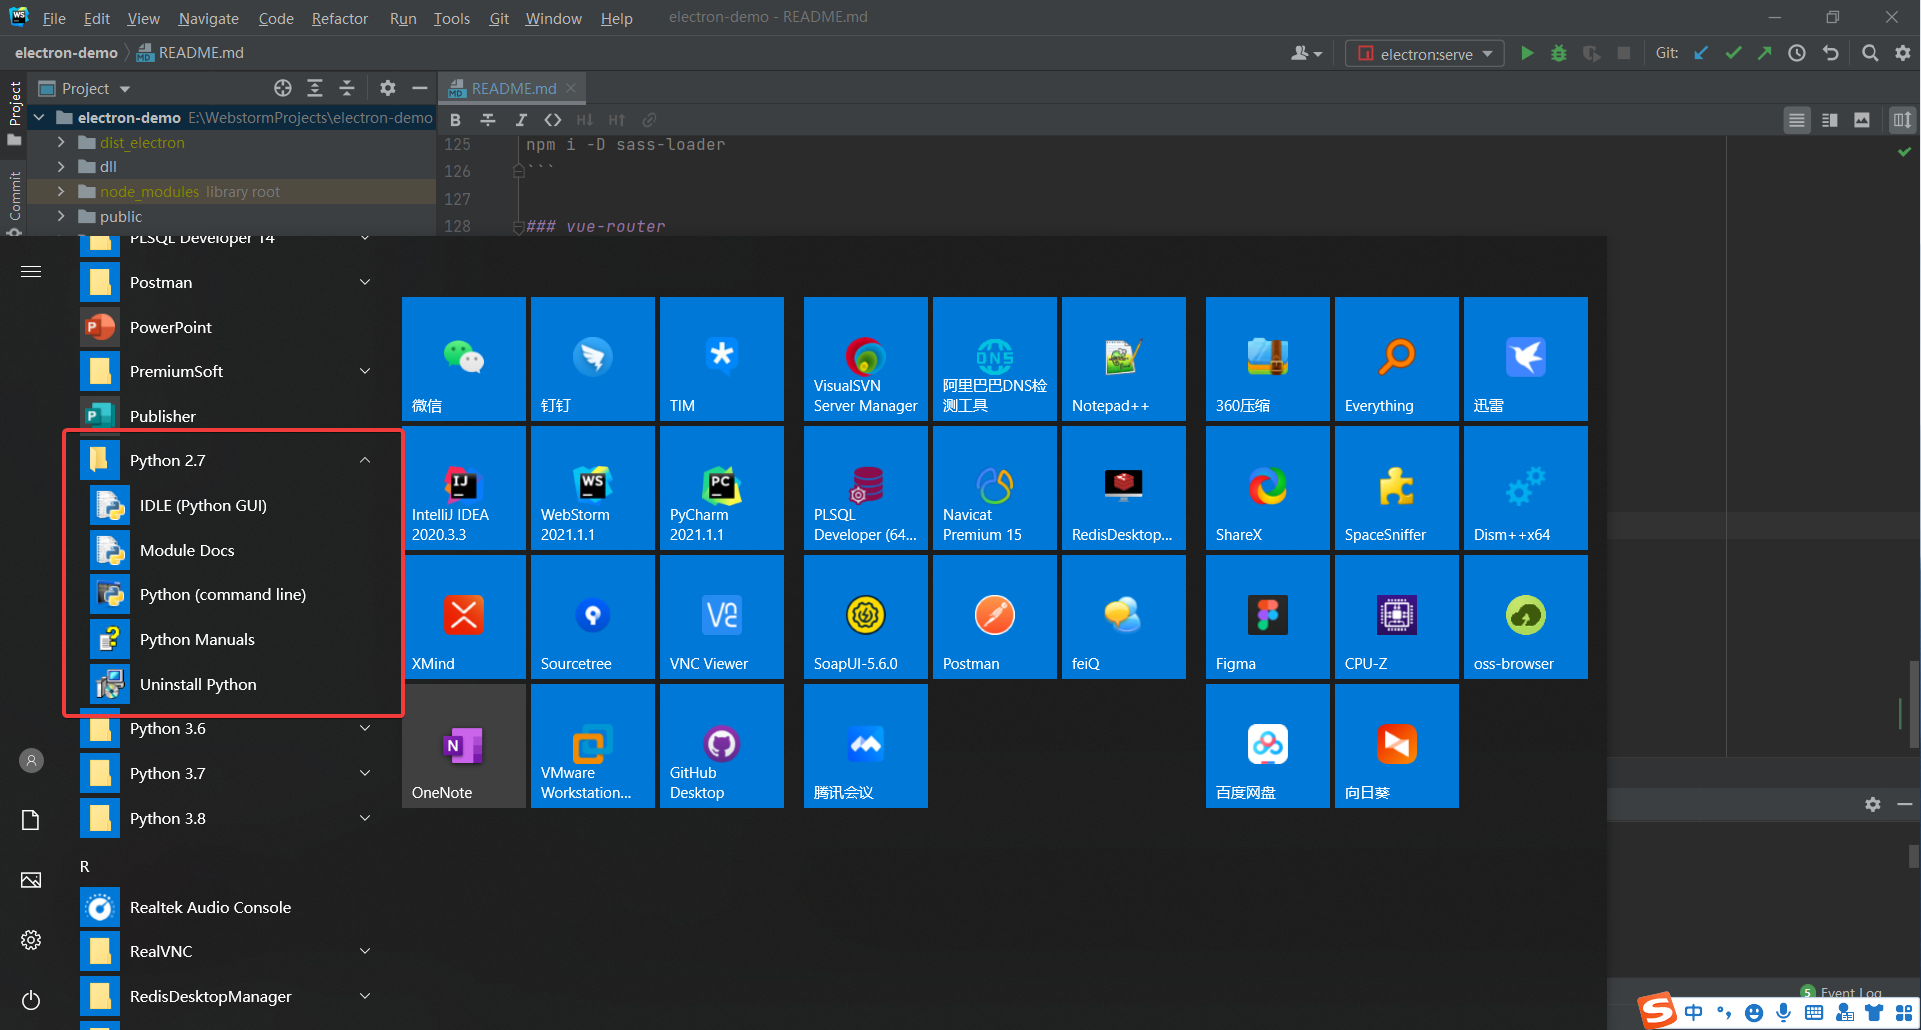 File Edit View Navigate Code Refactor Run Tools Git Window Help electron-demo - README.md
electron-demo README.md electron:serve Git:
Project
Commit
Project
electron-demo E:\WebstormProjects\electron-demo
dist_electron
dll
node_modules library root
public
README.md
125 npm i -D sass-loader
126 ```
127
128 ### vue-router
PLSQL Developer 14
Postman
PowerPoint
PremiumSoft
Publisher
Python 2.7
IDLE (Python GUI)
Module Docs
Python (command line)
Python Manuals
Uninstall Python
Python 3.6
Python 3.7
Python 3.8
R
Realtek Audio Console
RealVNC
RedisDesktopManager
微信
钉钉
TIM
VisualSVN
Server Manager
DNS
阿里巴巴DNS检
测工具
Notepad++
360压缩
Everything
迅雷
IntelliJ IDEA
2020.3.3
WebStorm
2021.1.1
PyCharm
2021.1.1
PLSQL
Developer (64...
Navicat
Premium 15
RedisDesktop...
ShareX
SpaceSniffer
Dism++x64
XMind
Sourcetree
VNC Viewer
SoapUI-5.6.0
Postman
feiQ
Figma
CPU-Z
oss-browser
OneNote
VMware
Workstation...
GitHub
Desktop
腾讯会议
百度网盘
向日葵
5 Event Log
中